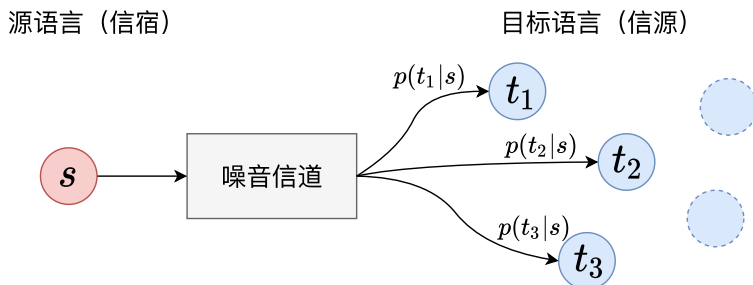 源语言（信宿）
目标语言（信源）
s
噪音信道
p(t₁|s)
t₁
p(t₂|s)
t₂
p(t₃|s)
t₃